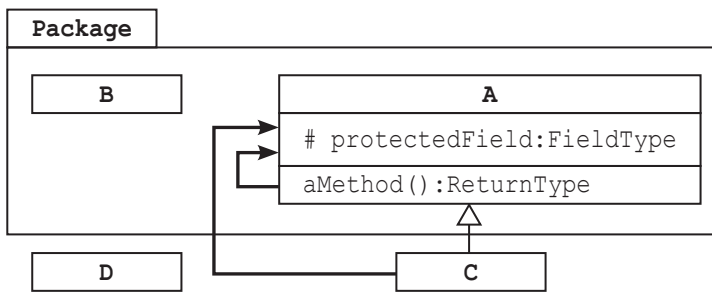 Package
B
A
# protectedField:FieldType
aMethod():ReturnType
D
C